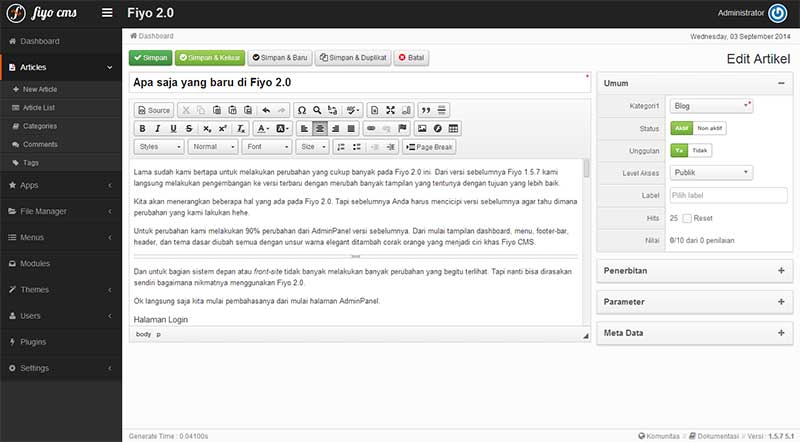 fiyo cms
Fiyo 2.0
Administrator
Dashboard
Articles
New Article
Article List
Categories
Comments
Tags
Apps
File Manager
Menus
Modules
Themes
Users
Plugins
Settings
Dashboard
Wednesday, 03 September 2014
Simpan
Simpan & Keluar
Simpan & Baru
Simpan & Duplikat
Batal
Edit Artikel
Apa saja yang baru di Fiyo 2.0
Source
Styles
Normal
Font
Size
Page Break
Lama sudah kami bertapa untuk melakukan perubahan yang cukup banyak pada Fiyo 2.0 ini. Dari versi sebelumnya Fiyo 1.5.7 kami
langsung melakukan pengembangan ke versi terbaru dengan merubah banyak tampilan yang tentunya dengan tujuan yang lebih baik.
Kita akan menerangkan beberapa hal yang ada pada Fiyo 2.0. Tapi sebelumnya Anda harus mencicipi versi sebelumnya agar tahu dimana
perubahan yang kami lakukan hehe.
Untuk perubahan kami melakukan 90% perubahan dari AdminPanel versi sebelumnya. Dari mulai tampilan dashboard, menu, footer-bar,
header, dan tema dasar diubah semua dengan unsur warna elegant ditambah corak orange yang menjadi ciri khas Fiyo CMS.
Dan untuk bagian sistem depan atau front-site tidak banyak melakukan banyak perubahan yang begitu terlihat. Tapi nanti bisa dirasakan
sendiri bagaimana nikmatnya menggunakan Fiyo 2.0.
Ok langsung saja kita mulai pembahasanya dari mulai halaman AdminPanel.
Halaman Login
body p
Umum
Kategori1
Blog
Status
Aktif Non aktif
Unggulan
Ya Tidak
Level Akses
Publik
Label
Pilih label
Hits
25 Reset
Nilai
0/10 dari 0 penilaian
Penerbitan
Parameter
Meta Data
Generate Time : 0.04100s
Komunitas // Dokumentasi // Versi : 1.5.7 5.1